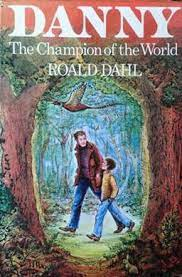 DANNY
The Champion of the World
ROALD DAHL